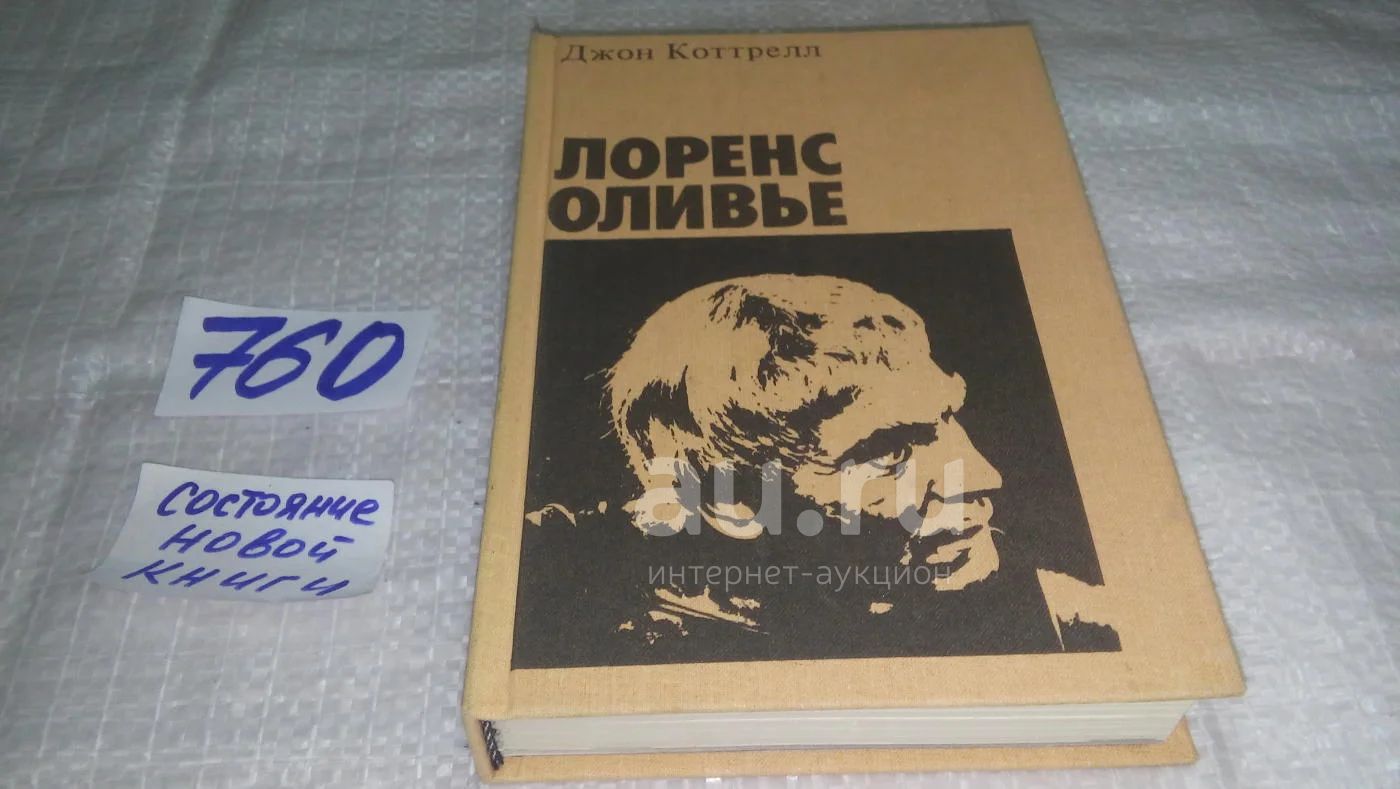 Джон Коттрелл
ЛОРЕНС
ОЛИВЬЕ
760
СОСТОЯНИЕ
НОВОЙ
КНИГИ
au.ru
интернет-аукцион